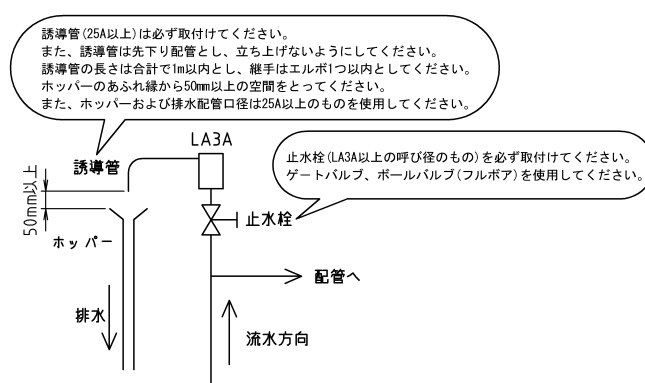 誘導管(25A以上)は必ず取付けてください。
また、誘導管は先下り配管とし、立ち上げないようにしてください。
誘導管の長さは合計で1m以内とし、継手はエルボ1つ以内としてください。
ホッパーのあふれ縁から50mm以上の空間をとってください。
また、ホッパーおよび排水配管口径は25A以上のものを使用してください。
LA3A
誘導管
止水栓(LA3A以上の呼び径のもの)を必ず取付けてください。
ゲートバルブ、ボールバルブ(フルボア)を使用してください。
50mm以上
止水栓
ホッパー
配管へ
排水
流水方向